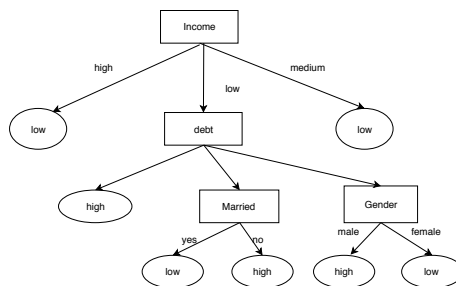 Income
high
medium
low
low
debt
low
high
Married
Gender
yes
no
male
female
low
high
high
low